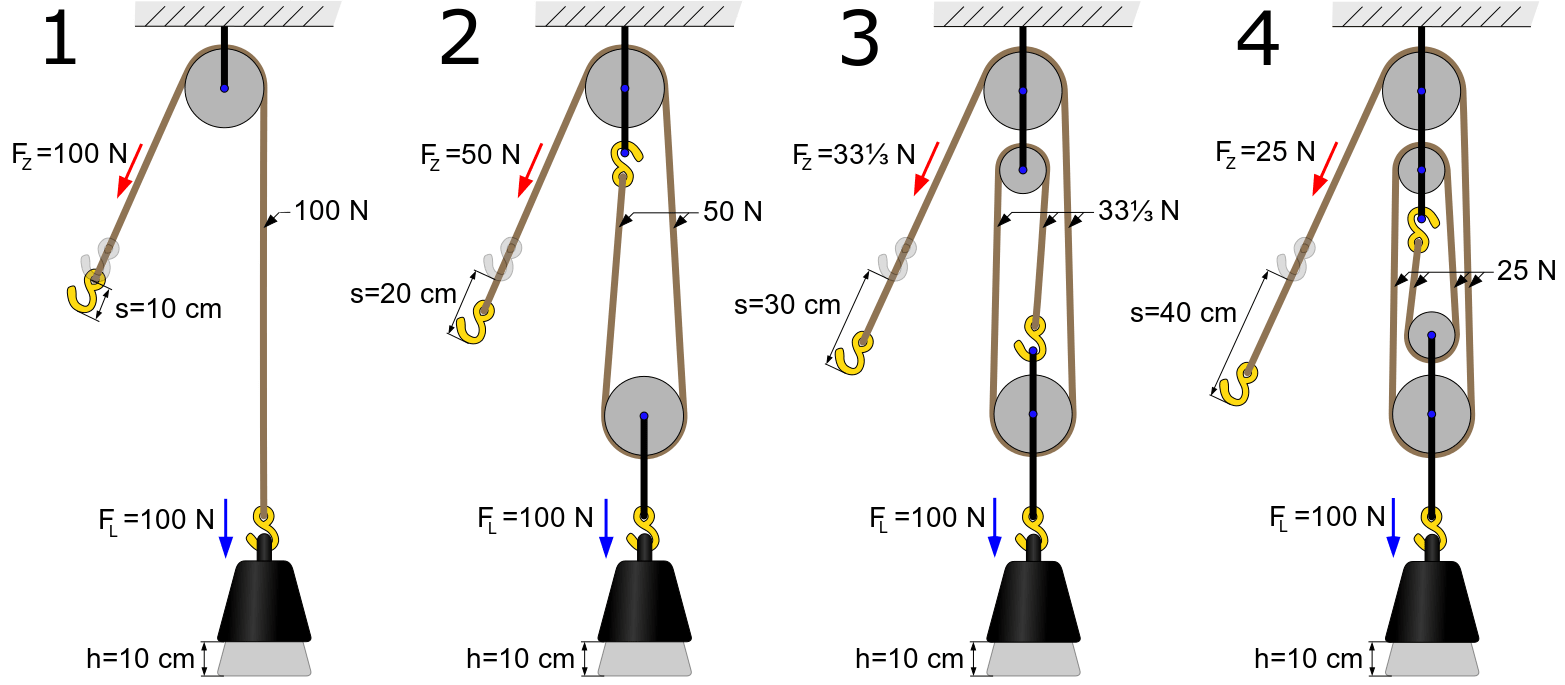 1
F_Z=100 N
100 N
s=10 cm
F_L=100 N
h=10 cm
2
F_Z=50 N
50 N
s=20 cm
F_L=100 N
h=10 cm
3
F_Z=33⅓ N
33⅓ N
s=30 cm
F_L=100 N
h=10 cm
4
F_Z=25 N
25 N
s=40 cm
F_L=100 N
h=10 cm